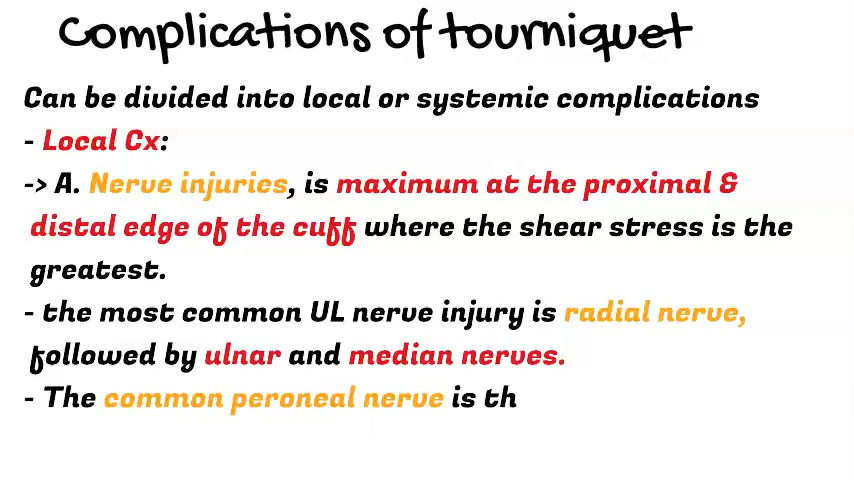 Complications of tourniquet
Can be divided into local or systemic complications
- Local Cx:
-> A. Nerve injuries, is maximum at the proximal &
distal edge of the cuff where the shear stress is the
greatest.
- the most common UL nerve injury is radial nerve,
followed by ulnar and median nerves.
- The common peroneal nerve is th